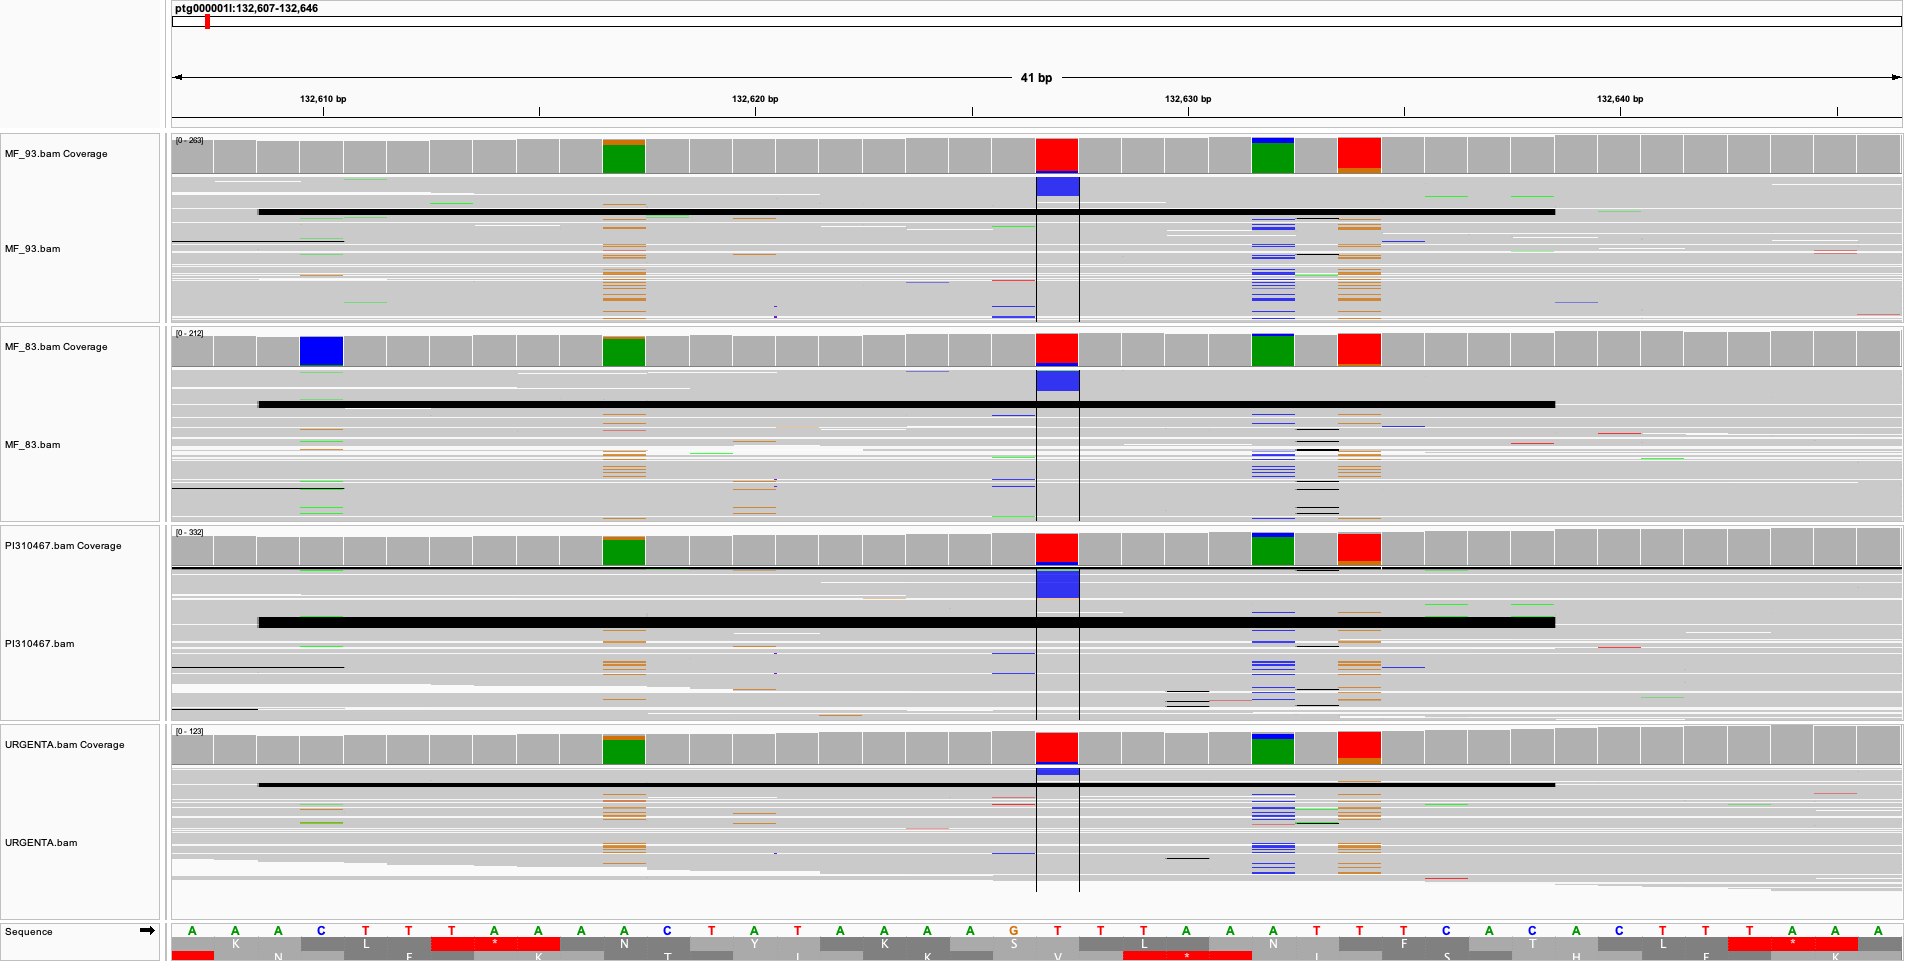 ptg000001l:132,607-132,646
41 bp
132,610 bp 132,620 bp 132,630 bp 132,640 bp
[0 - 263]
MF_93.bam Coverage
MF_93.bam
[0 - 212]
MF_83.bam Coverage
MF_83.bam
[0 - 332]
PI310467.bam Coverage
PI310467.bam
[0 - 123]
URGENTA.bam Coverage
URGENTA.bam
Sequence A A A C T T T A A A A C T A T A A A A G T T T A A A T T T C A C A C T T T A A A
K L * N Y K S L N F T L *
N F K T I K V * I S H F K